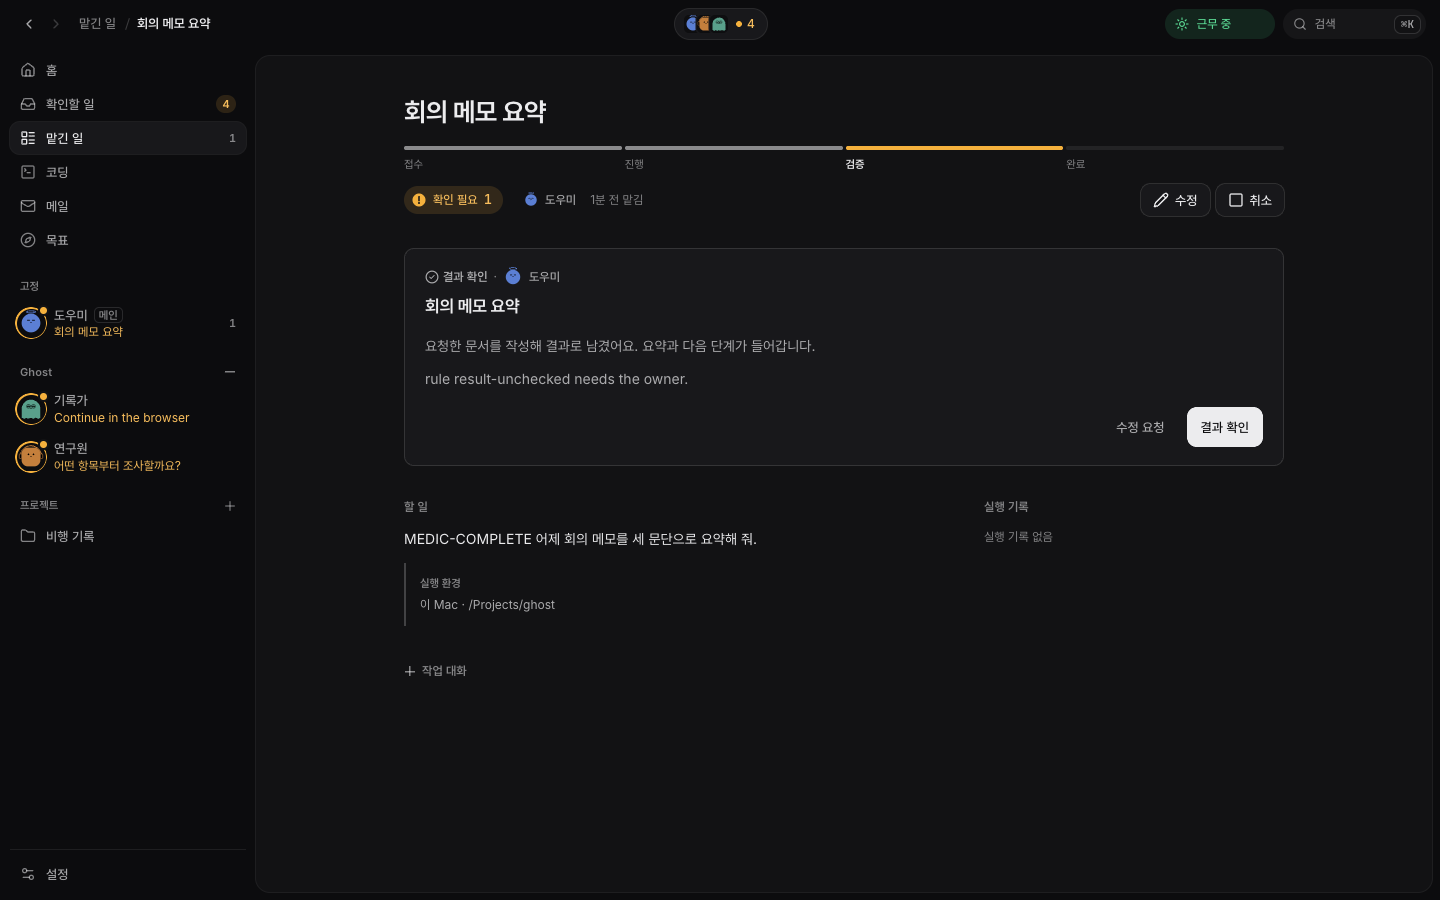 맡긴 일 / 회의 메모 요약
4
근무 중
검색
⌘K
홈
확인할 일
4
맡긴 일
1
코딩
메일
목표
고정
도우미 메인
회의 메모 요약
1
Ghost
기록가
Continue in the browser
연구원
어떤 항목부터 조사할까요?
프로젝트
비행 기록
설정
회의 메모 요약
접수
진행
검증
완료
확인 필요 1
도우미
1분 전 맡김
수정
취소
결과 확인 · 도우미
회의 메모 요약
요청한 문서를 작성해 결과로 남겼어요. 요약과 다음 단계가 들어갑니다.
rule result-unchecked needs the owner.
수정 요청
결과 확인
할 일
MEDIC-COMPLETE 어제 회의 메모를 세 문단으로 요약해 줘.
실행 환경
이 Mac · /Projects/ghost
작업 대화
실행 기록
실행 기록 없음